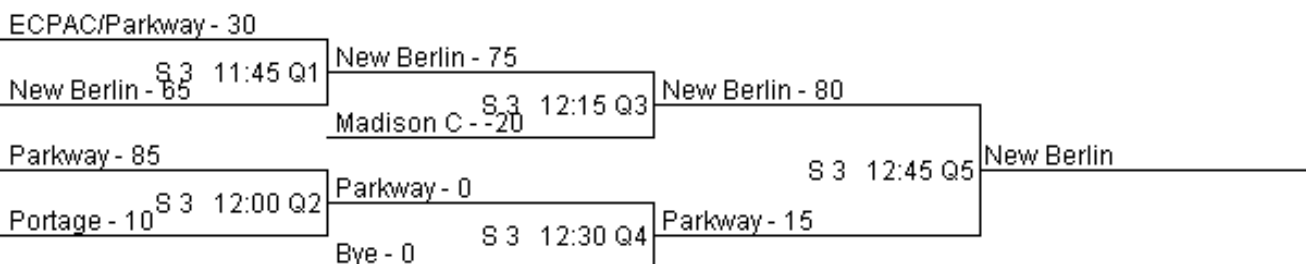 ECPAC/Parkway - 30
S 3 11:45 Q1
New Berlin - 65
New Berlin - 75
S 3 12:15 Q3
Madison C - -20
New Berlin - 80
Parkway - 85
S 3 12:00 Q2
Portage - 10
Parkway - 0
S 3 12:30 Q4
Bye - 0
Parkway - 15
S 3 12:45 Q5
New Berlin